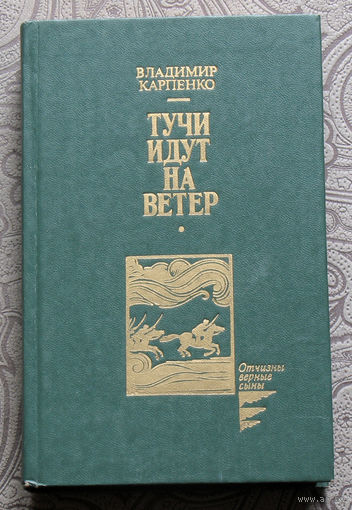 ВЛАДИМИР
КАРПЕНКО
ТУЧИ
ИДУТ
НА
ВЕТЕР
Отчизны
верные
сыны